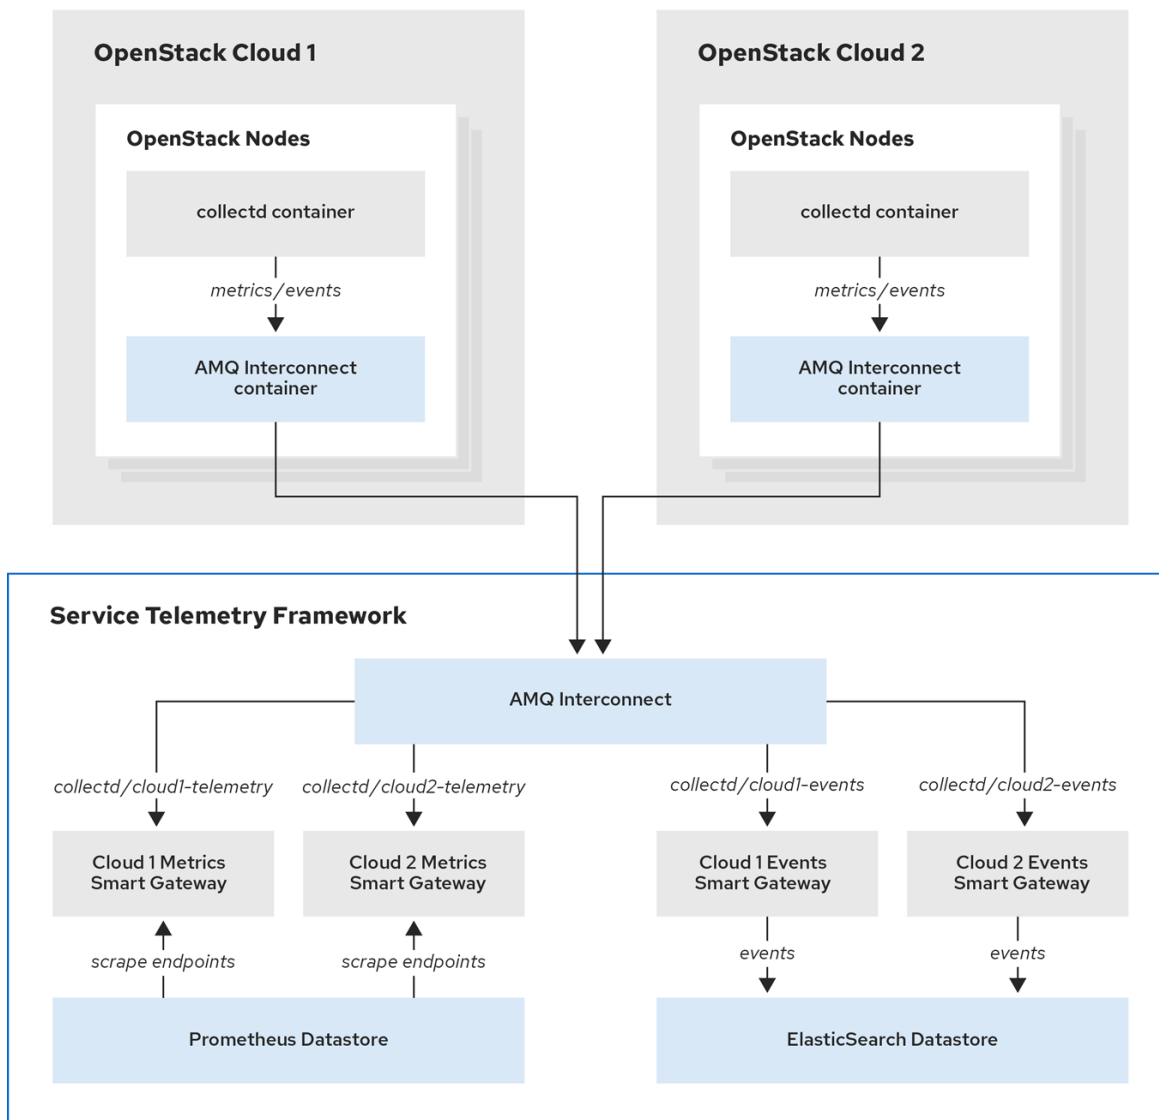 OpenStack Cloud 1
OpenStack Cloud 2
OpenStack Nodes
OpenStack Nodes
collectd container
collectd container
metrics/events
metrics/events
AMQ Interconnect
container
AMQ Interconnect
container
Service Telemetry Framework
AMQ Interconnect
collectd/cloud1-telemetry
collectd/cloud2-telemetry
collectd/cloud1-events
collectd/cloud2-events
Cloud 1 Metrics
Smart Gateway
Cloud 2 Metrics
Smart Gateway
Cloud 1 Events
Smart Gateway
Cloud 2 Events
Smart Gateway
scrape endpoints
scrape endpoints
events
events
Prometheus Datastore
ElasticSearch Datastore